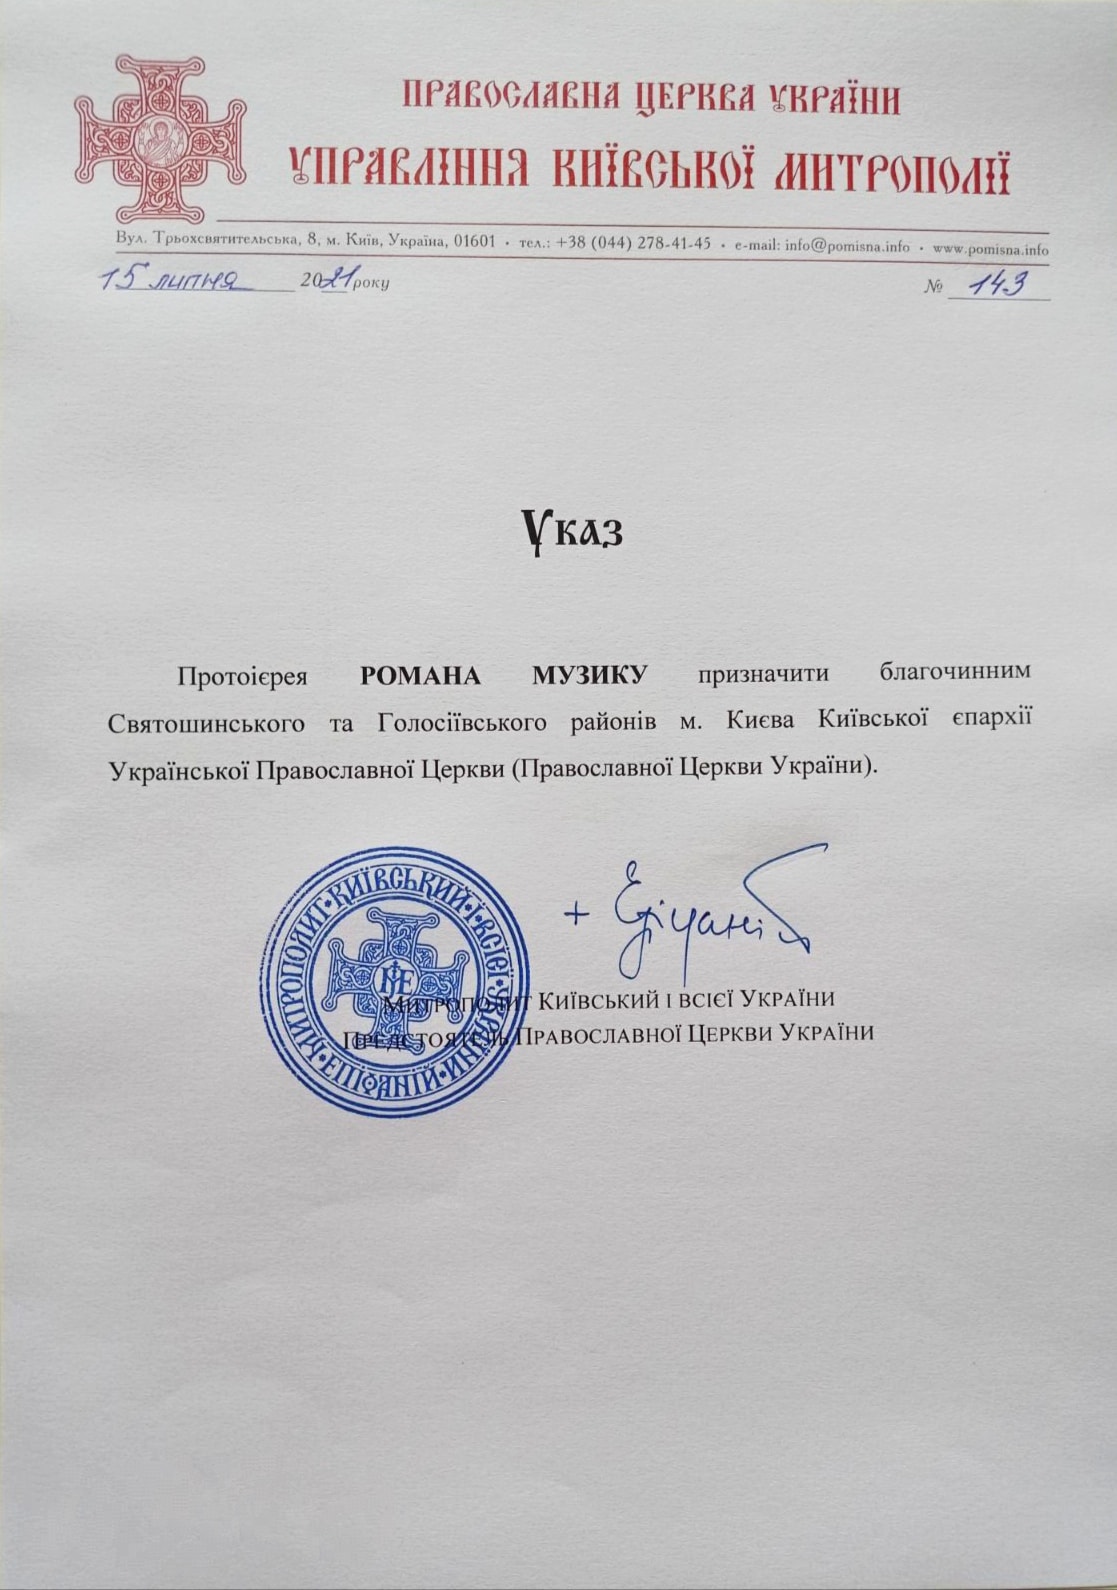 ПРАВОСЛАВНА ЦЕРКВА УКРАЇНИ
УПРАВЛІННЯ КИЇВСЬКОЇ МИТРОПОЛІЇ
Вул. Трьохсвятительська, 8, м. Київ, Україна, 01601 • тел.: +38 (044) 278-41-45 • e-mail: info@pomisna.info • www.pomisna.info
15 липня 2021 року № 143
Указ
Протоієрея РОМАНА МУЗИКУ призначити благочинним
Святошинського та Голосіївського районів м. Києва Київської єпархії
Української Православної Церкви (Православної Церкви України).
+ Епіфаній
МИТРОПОЛИТ КИЇВСЬКИЙ І ВСІЄЇ УКРАЇНИ
ПРЕДСТОЯТЕЛЬ ПРАВОСЛАВНОЇ ЦЕРКВИ УКРАЇНИ
МИТРОПОЛИТ • КИЇВСЬКИЙ • І • ВСІЄЇ • УКРАЇНИ • ЕПІФАНІЙ